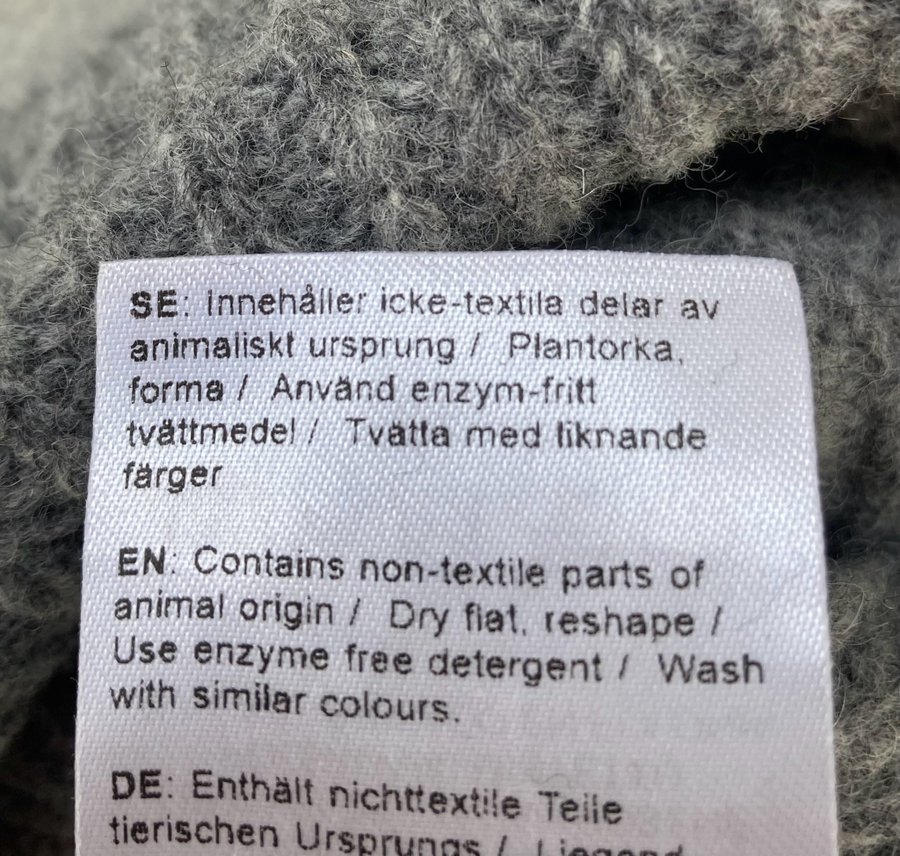 SE: Innehåller icke-textila delar av
animaliskt ursprung / Plantorka,
forma / Använd enzym-fritt
tvättmedel / Tvätta med liknande
färger
EN: Contains non-textile parts of
animal origin / Dry flat, reshape /
Use enzyme free detergent / Wash
with similar colours.
DE: Enthält nichttextile Teile
tierischen Ursprungs / Liegend